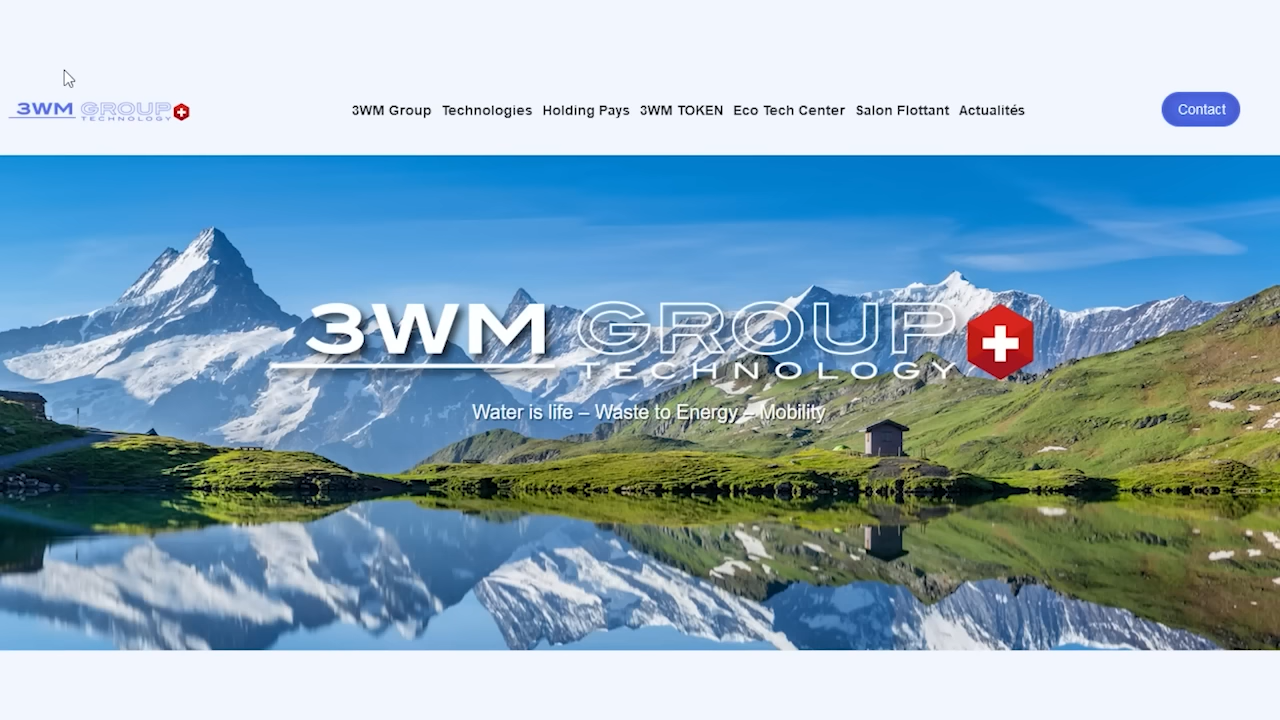 3WM GROUP
TECHNOLOGY
3WM Group Technologies Holding Pays 3WM TOKEN Eco Tech Center Salon Flottant Actualités
Contact
3WM GROUP
TECHNOLOGY
Water is life – Waste to Energy – Mobility